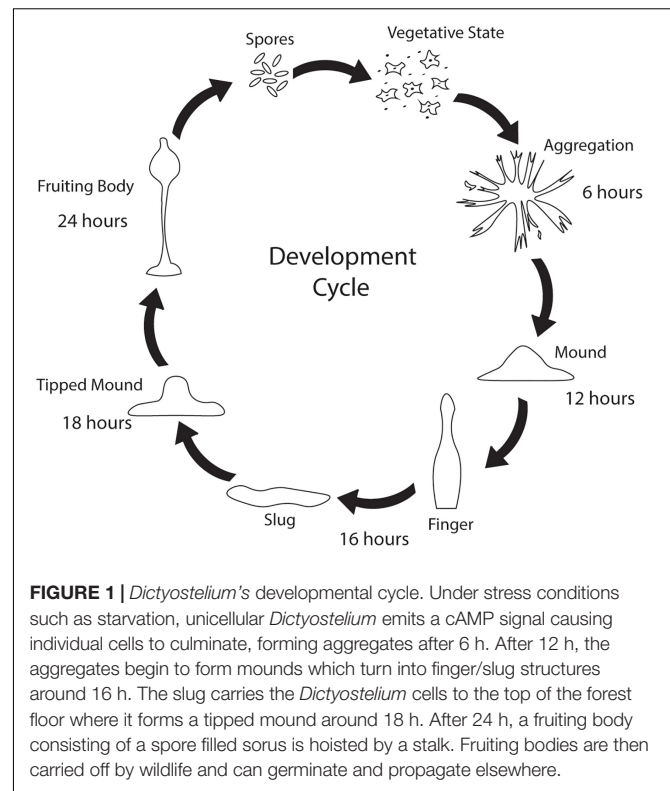 Spores
Vegetative State
Aggregation
6 hours
Mound
12 hours
Finger
16 hours
Slug
Tipped Mound
18 hours
Fruiting Body
24 hours
Development
Cycle
FIGURE 1 | Dictyostelium's developmental cycle. Under stress conditions
such as starvation, unicellular Dictyostelium emits a cAMP signal causing
individual cells to culminate, forming aggregates after 6 h. After 12 h, the
aggregates begin to form mounds which turn into finger/slug structures
around 16 h. The slug carries the Dictyostelium cells to the top of the forest
floor where it forms a tipped mound around 18 h. After 24 h, a fruiting body
consisting of a spore filled sorus is hoisted by a stalk. Fruiting bodies are then
carried off by wildlife and can germinate and propagate elsewhere.